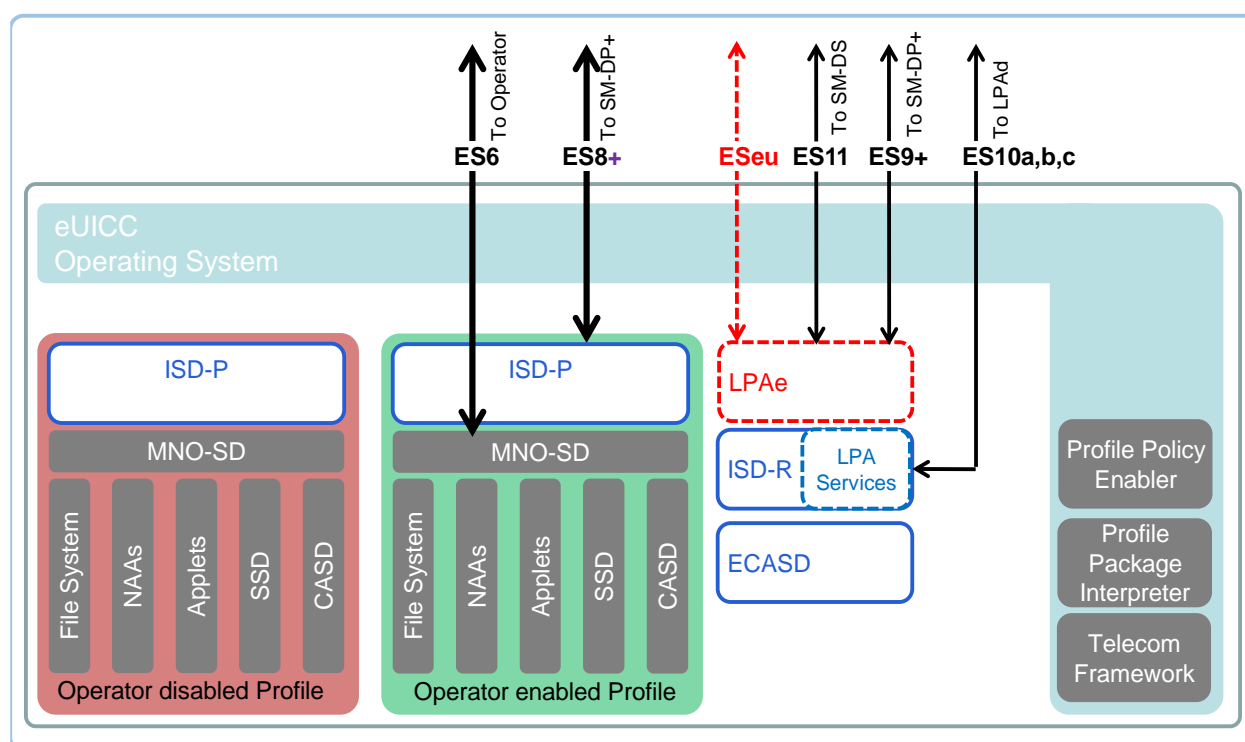 To Operator
To SM-DP+
To SM-DS
To SM-DP+
To LPAd
ES6
ES8+
ESeu
ES11
ES9+
ES10a,b,c
eUICC
Operating System
ISD-P
MNO-SD
File System
NAAs
Applets
SSD
CASD
Operator disabled Profile
ISD-P
MNO-SD
File System
NAAs
Applets
SSD
CASD
Operator enabled Profile
LPAe
ISD-R
LPA
Services
ECASD
Profile Policy
Enabler
Profile
Package
Interpreter
Telecom
Framework